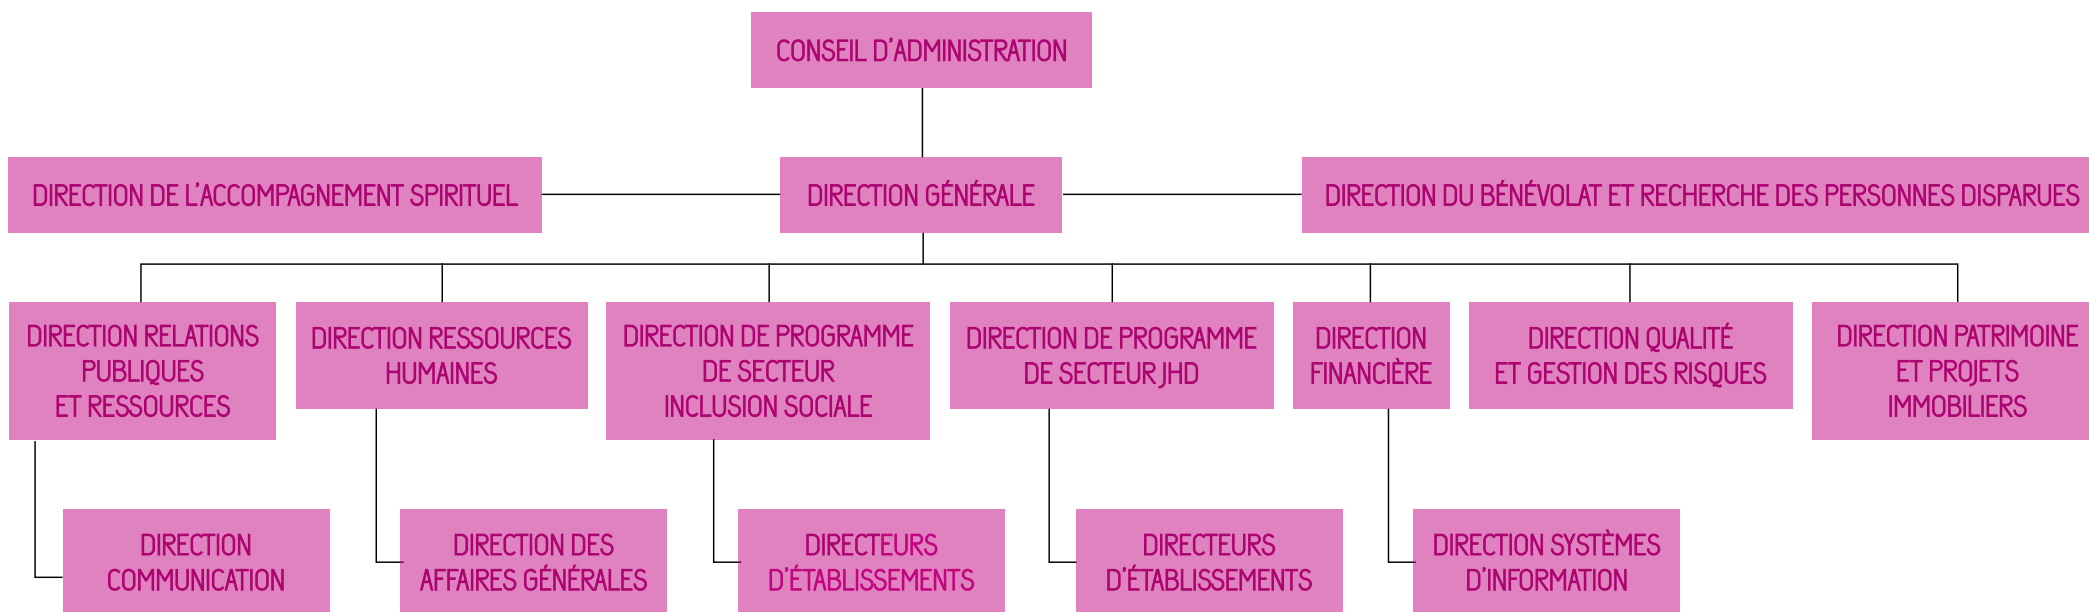 CONSEIL D'ADMINISTRATION
DIRECTION DE L'ACCOMPAGNEMENT SPIRITUEL
DIRECTION GÉNÉRALE
DIRECTION DU BÉNÉVOLAT ET RECHERCHE DES PERSONNES DISPARUES
DIRECTION RELATIONS
PUBLIQUES
ET RESSOURCES
DIRECTION RESSOURCES
HUMAINES
DIRECTION DE PROGRAMME
DE SECTEUR
INCLUSION SOCIALE
DIRECTION DE PROGRAMME
DE SECTEUR JHD
DIRECTION
FINANCIÈRE
DIRECTION QUALITÉ
ET GESTION DES RISQUES
DIRECTION PATRIMOINE
ET PROJETS
IMMOBILIERS
DIRECTION
COMMUNICATION
DIRECTION DES
AFFAIRES GÉNÉRALES
DIRECTEURS
D'ÉTABLISSEMENTS
DIRECTEURS
D'ÉTABLISSEMENTS
DIRECTION SYSTÈMES
D'INFORMATION